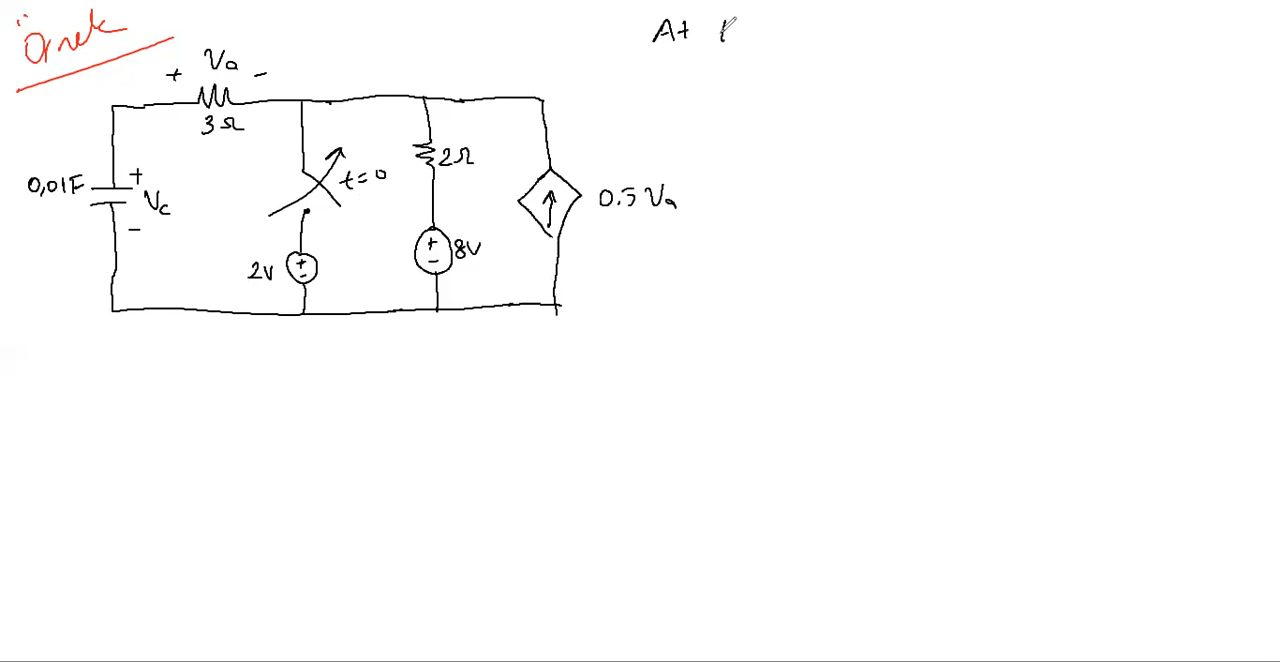 Örnek
At
+ Va -
3Ω
0,01F
+
Vc
-
t=0
2Ω
0.5 Va
2V
+
-
+
-
8V